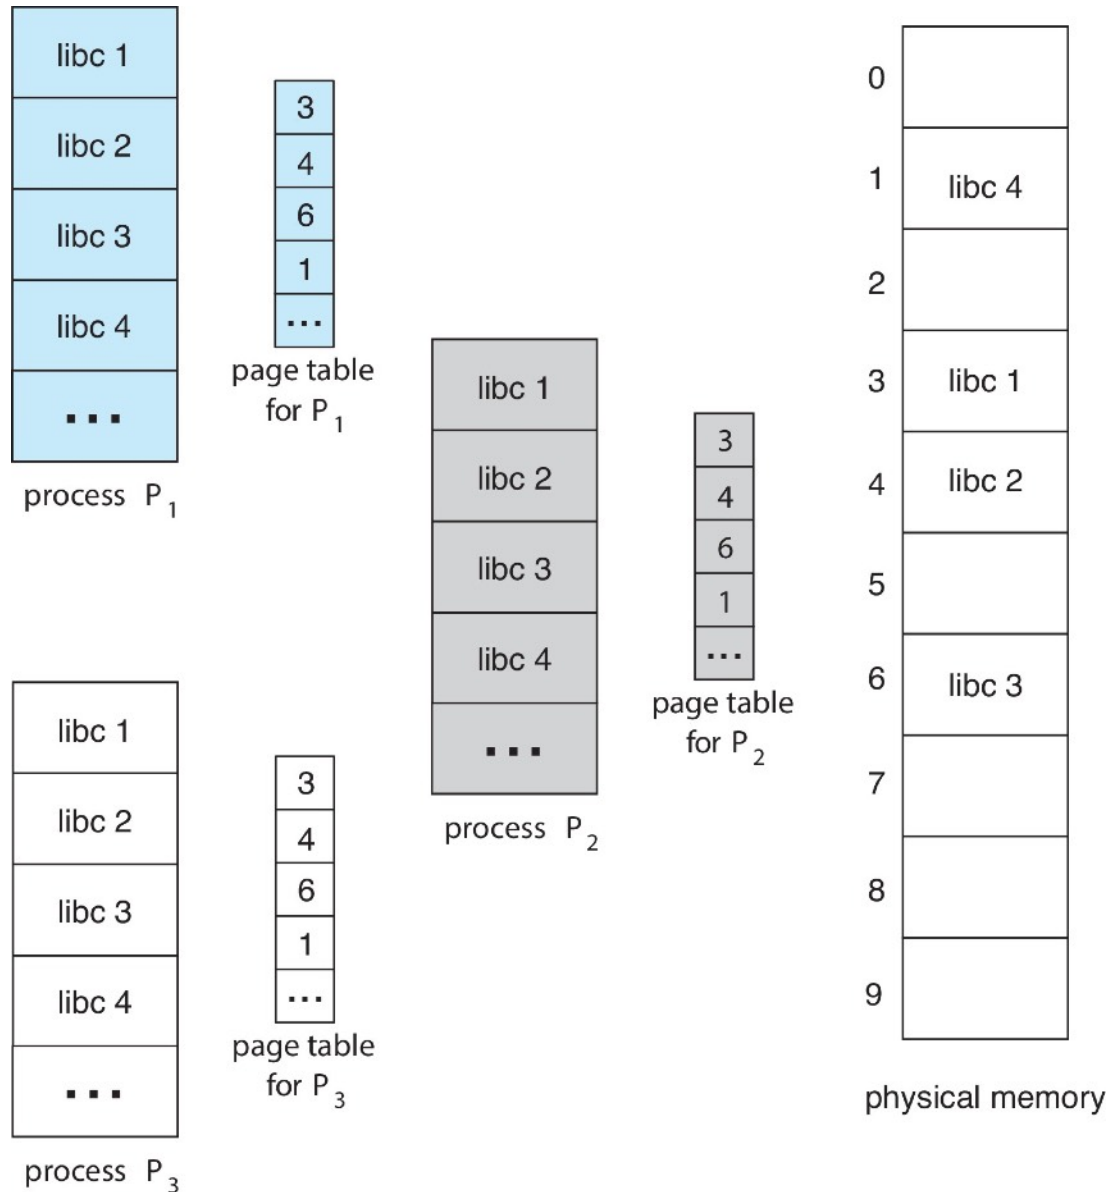 libc 1
libc 2
libc 3
libc 4
...
process P1
3
4
6
1
...
page table
for P1
libc 1
libc 2
libc 3
libc 4
...
process P2
3
4
6
1
...
page table
for P2
libc 1
libc 2
libc 3
libc 4
...
process P3
3
4
6
1
...
page table
for P3
0
1 libc 4
2
3 libc 1
4 libc 2
5
6 libc 3
7
8
9
physical memory